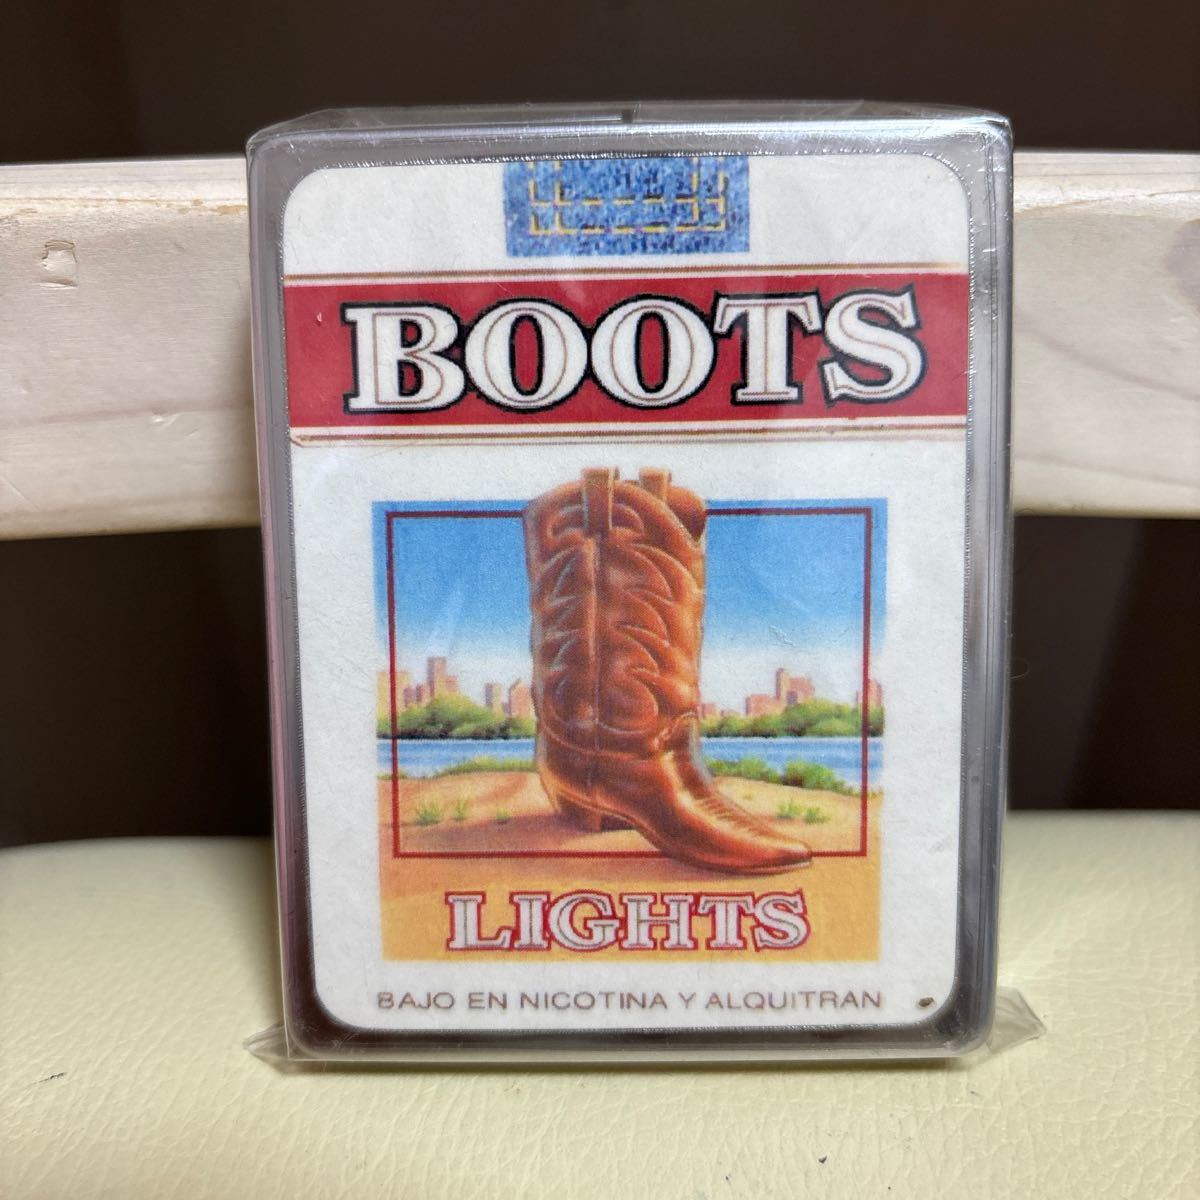 BOOTS
LIGHTS
BAJO EN NICOTINA Y ALQUITRAN